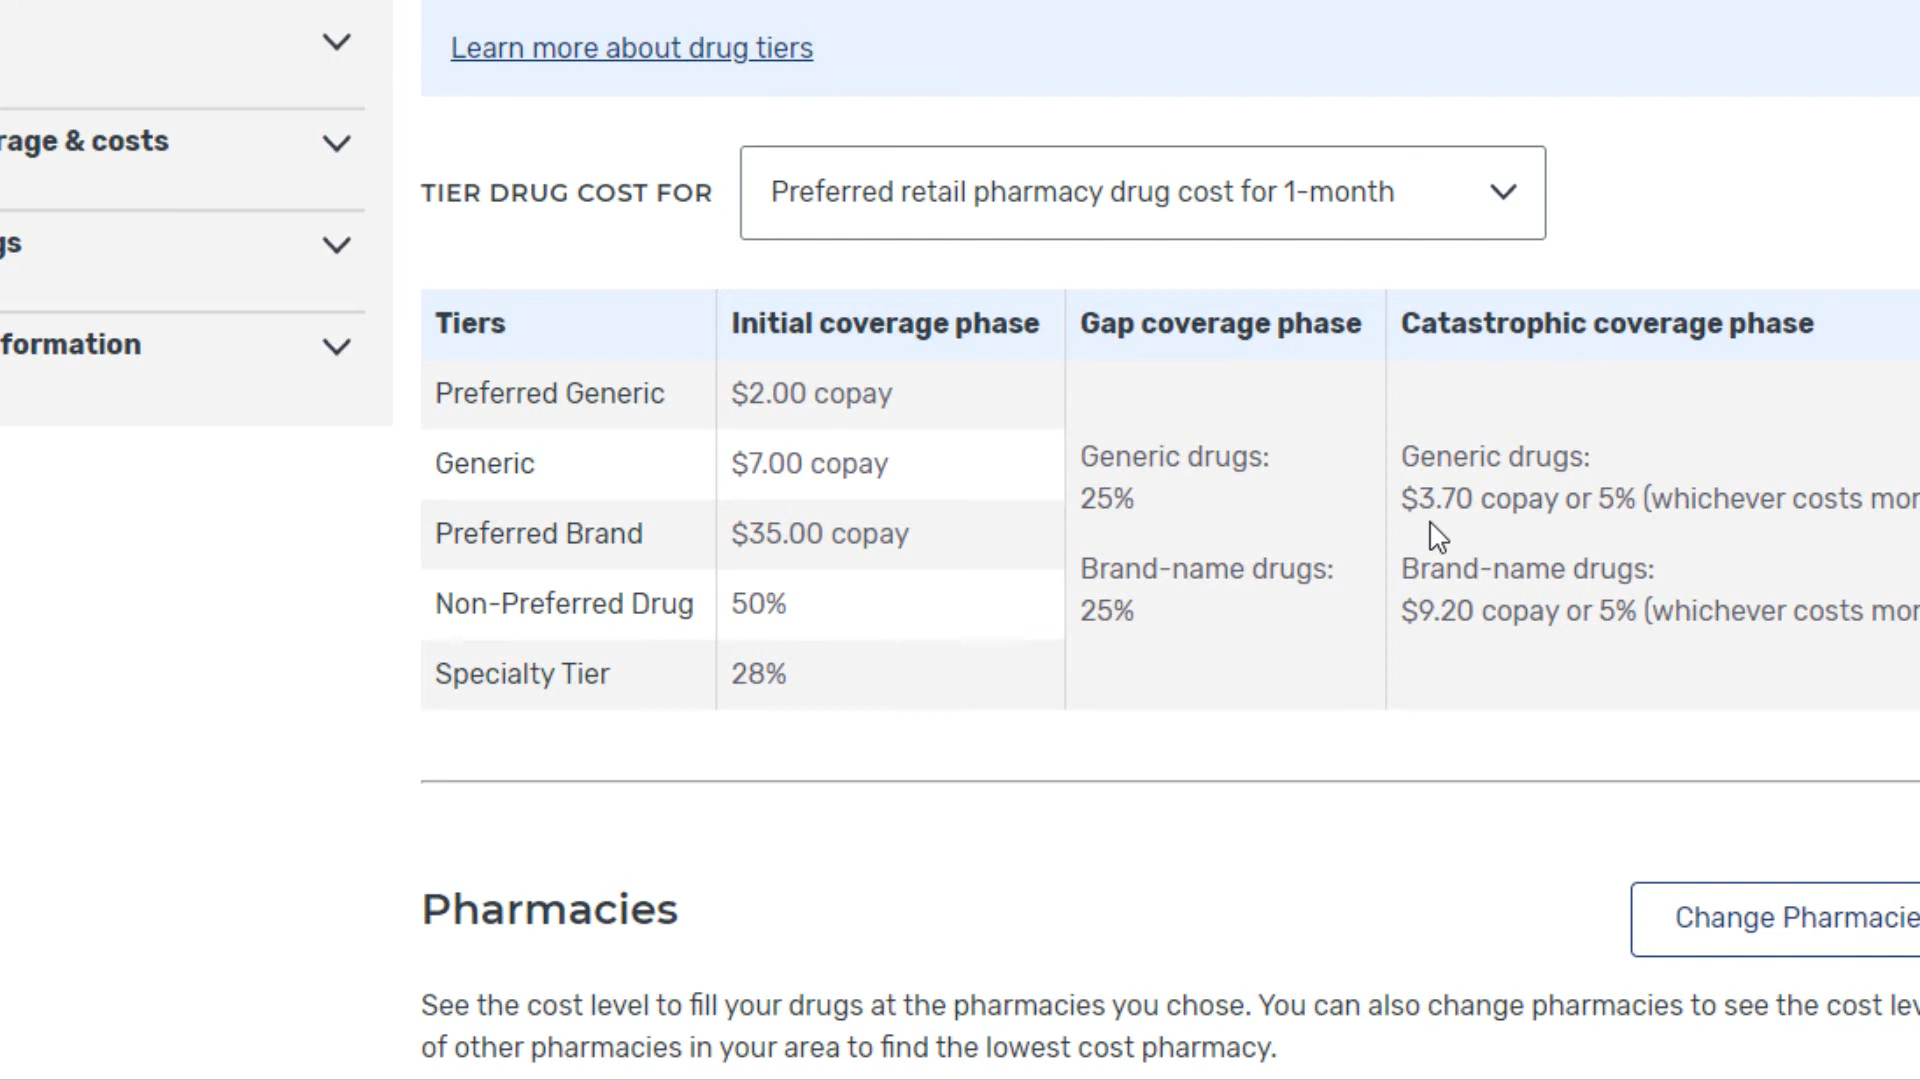 Learn more about drug tiers
rage & costs
gs
formation
TIER DRUG COST FOR
Preferred retail pharmacy drug cost for 1-month
Tiers Initial coverage phase Gap coverage phase Catastrophic coverage phase
Preferred Generic $2.00 copay
Generic $7.00 copay
Preferred Brand $35.00 copay
Non-Preferred Drug 50%
Specialty Tier 28%
Generic drugs:
25%
Brand-name drugs:
25%
Generic drugs:
$3.70 copay or 5% (whichever costs mor
Brand-name drugs:
$9.20 copay or 5% (whichever costs mor
Pharmacies
Change Pharmacie
See the cost level to fill your drugs at the pharmacies you chose. You can also change pharmacies to see the cost lev
of other pharmacies in your area to find the lowest cost pharmacy.